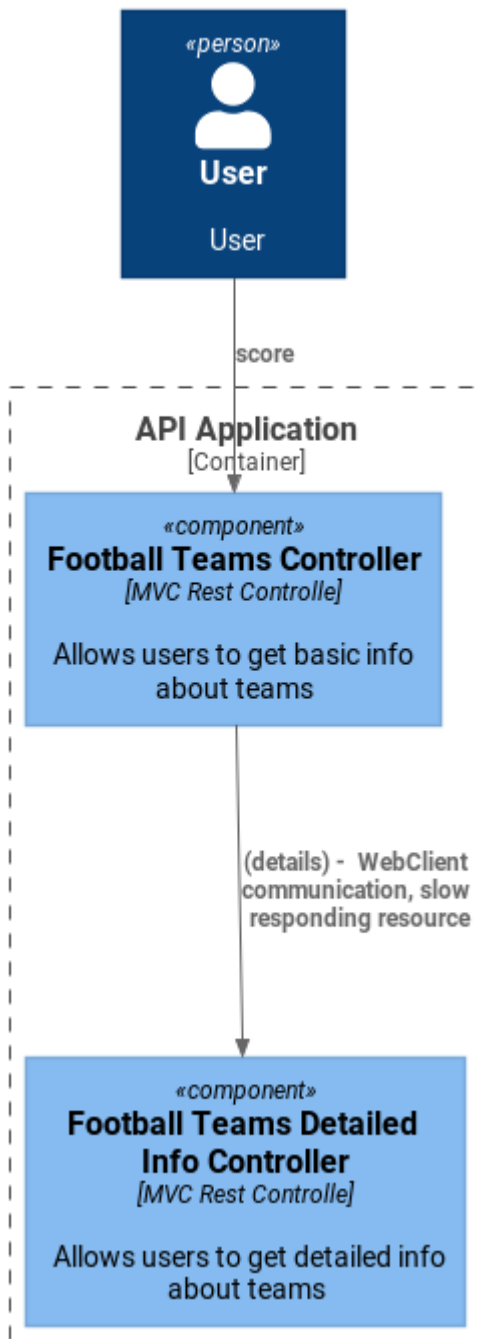 «person»
User
User
score
API Application
[Container]
«component»
Football Teams Controller
[MVC Rest Controlle]
Allows users to get basic info
about teams
(details) - WebClient
communication, slow
responding resource
«component»
Football Teams Detailed
Info Controller
[MVC Rest Controlle]
Allows users to get detailed info
about teams